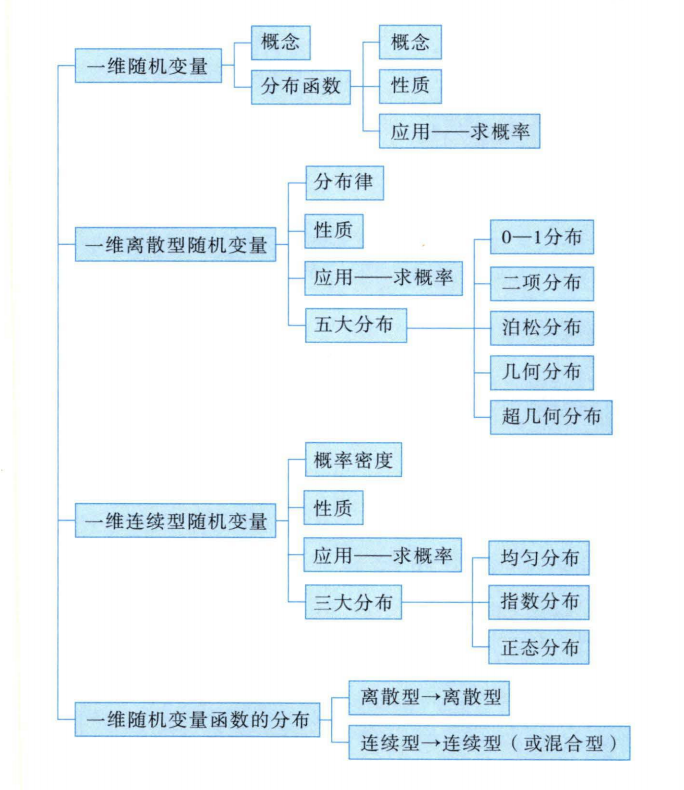 一维随机变量
概念
分布函数
概念
性质
应用——求概率
一维离散型随机变量
分布律
性质
应用——求概率
五大分布
0—1分布
二项分布
泊松分布
几何分布
超几何分布
一维连续型随机变量
概率密度
性质
应用——求概率
三大分布
均匀分布
指数分布
正态分布
一维随机变量函数的分布
离散型→离散型
连续型→连续型（或混合型）